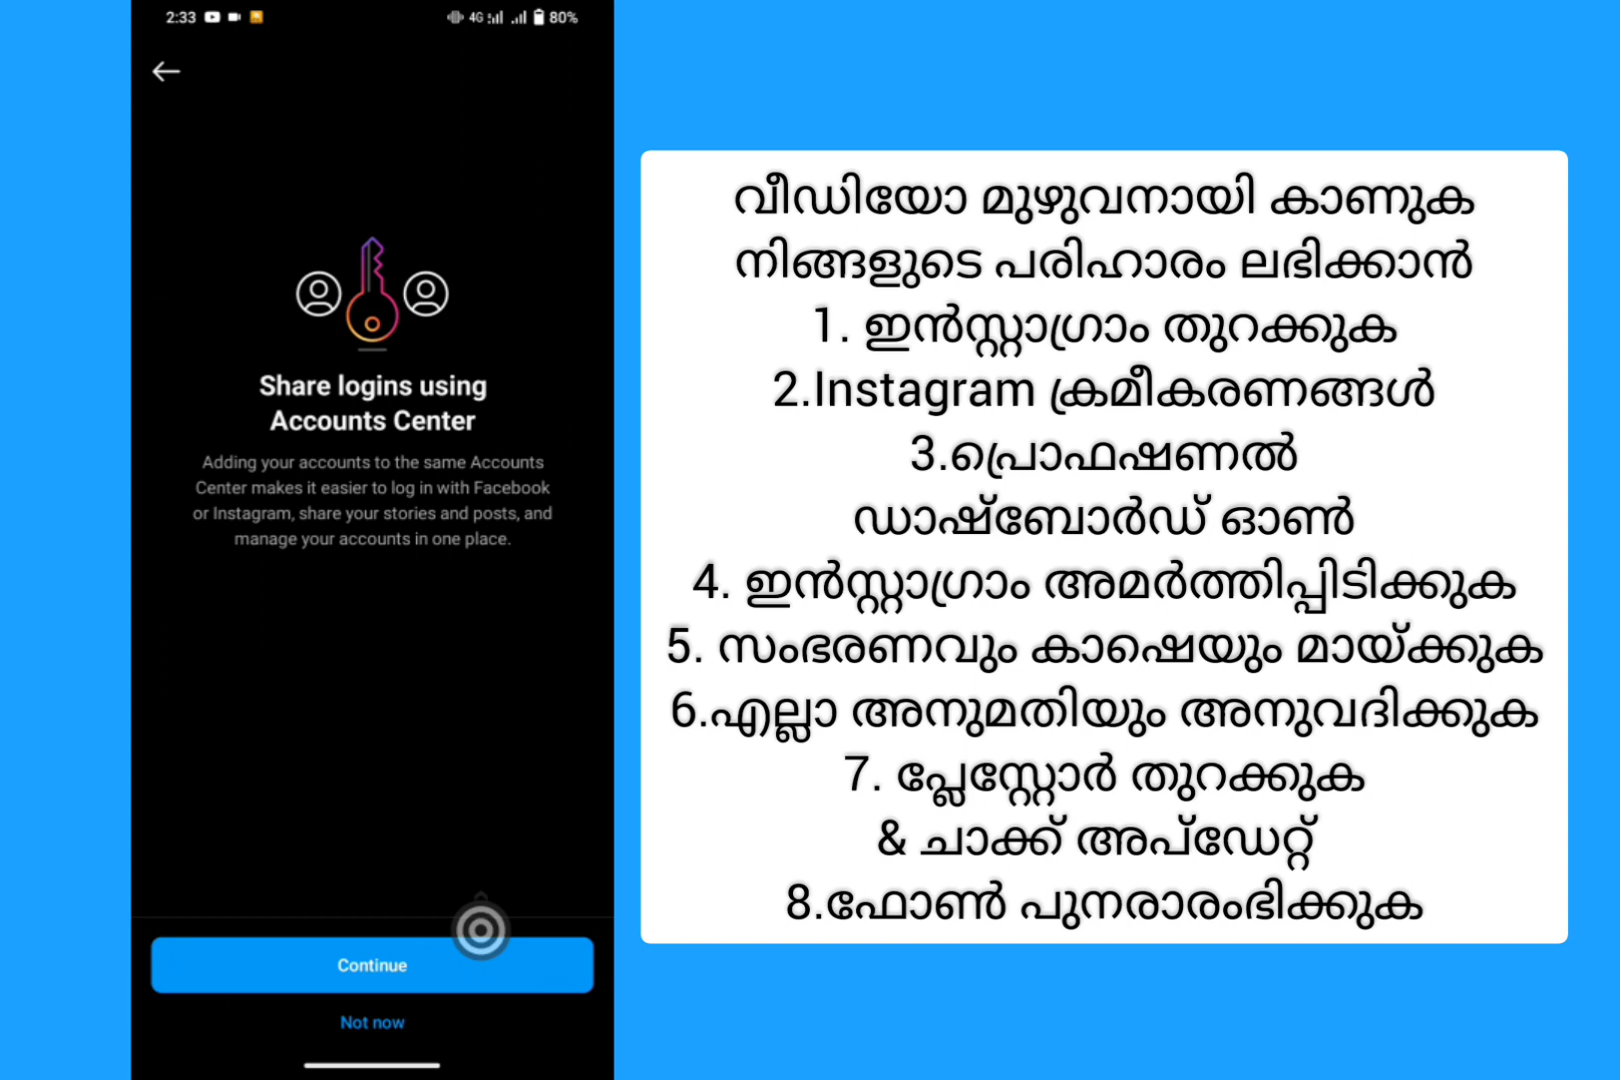 2:33
4G
80%
Share logins using
Accounts Center
Adding your accounts to the same Accounts
Center makes it easier to log in with Facebook
or Instagram, share your stories and posts, and
manage your accounts in one place.
Continue
Not now
വീഡിയോ മുഴുവനായി കാണുക
നിങ്ങളുടെ പരിഹാരം ലഭിക്കാൻ
1. ഇൻസ്റ്റാഗ്രാം തുറക്കുക
2.Instagram ക്രമീകരണങ്ങൾ
3.പ്രൊഫഷണൽ
ഡാഷ്ബോർഡ് ഓൺ
4. ഇൻസ്റ്റാഗ്രാം അമർത്തിപ്പിടിക്കുക
5. സംഭരണവും കാഷെയും മായ്ക്കുക
6.എല്ലാ അനുമതിയും അനുവദിക്കുക
7. പ്ലേസ്റ്റോർ തുറക്കുക
& ചാക്ക് അപ്ഡേറ്റ്
8.ഫോൺ പുനരാരംഭിക്കുക